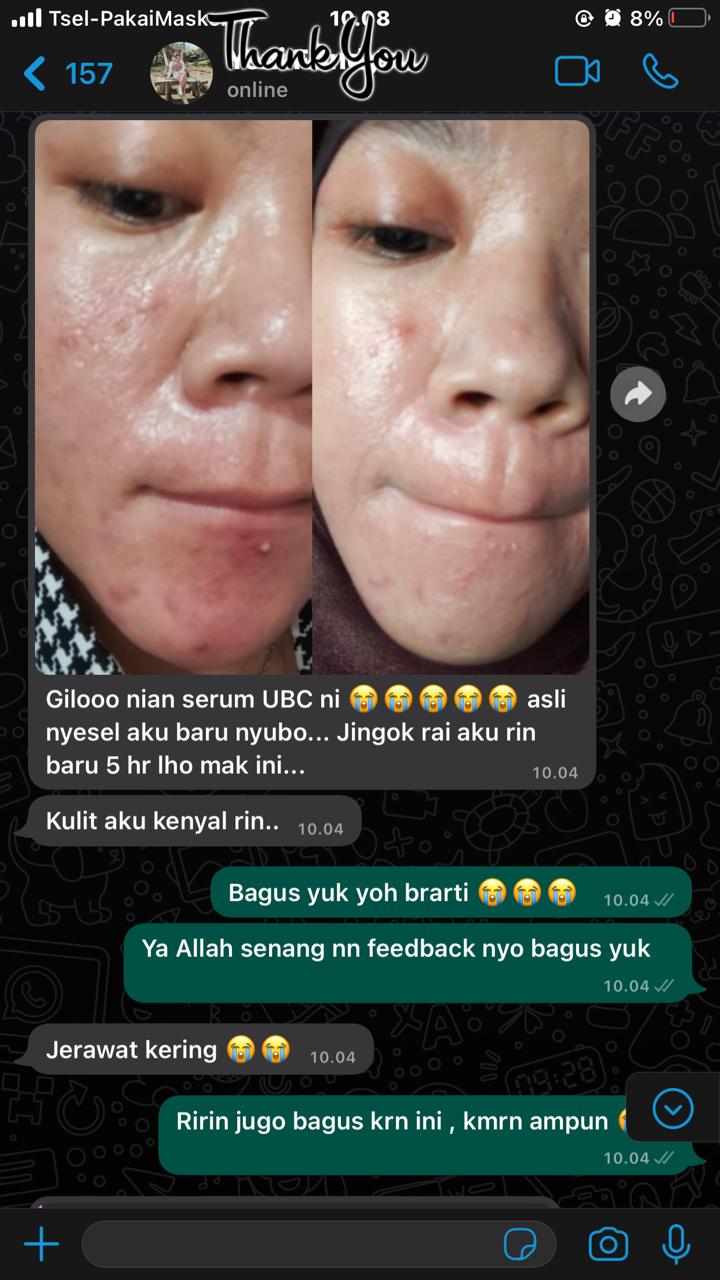 Tsel-PakaiMask
10.08
8%
Thank You
157
online
Gilooo nian serum UBC ni 😭😭😭😭😭 asli
nyesel aku baru nyubo... Jingok rai aku rin
baru 5 hr lho mak ini...
10.04
Kulit aku kenyal rin..
10.04
Bagus yuk yoh brarti 😭😭😭
10.04
Ya Allah senang nn feedback nyo bagus yuk
10.04
Jerawat kering 😭😭
10.04
Ririn jugo bagus krn ini , kmrn ampun
10.04